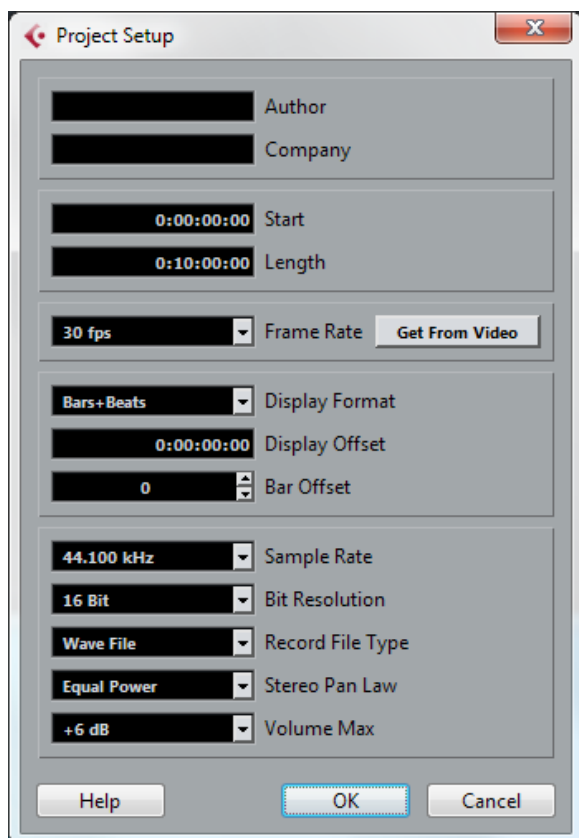 Project Setup
Author
Company
0:00:00:00 Start
0:10:00:00 Length
30 fps Frame Rate Get From Video
Bars+Beats Display Format
0:00:00:00 Display Offset
0 Bar Offset
44.100 kHz Sample Rate
16 Bit Bit Resolution
Wave File Record File Type
Equal Power Stereo Pan Law
+6 dB Volume Max
Help OK Cancel